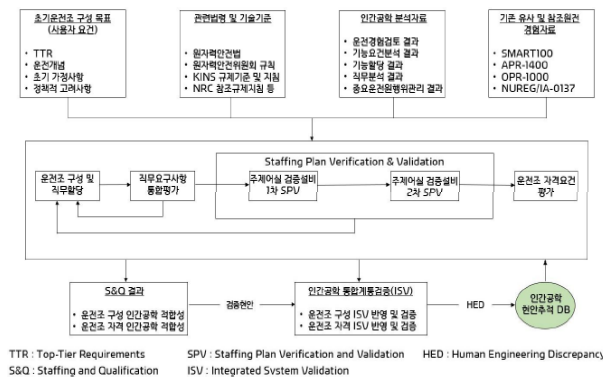 초기운전조 구성 목표
(사용자 요건)
• TTR
• 운전개념
• 초기 가정사항
• 정책적 고려사항
관련법령 및 기술기준
• 원자력안전법
• 원자력안전위원회 규칙
• KINS 규제기준 및 지침
• NRC 참조규제지침 등
인간공학 분석자료
• 운전경험검토 결과
• 기능요건분석 결과
• 기능할당 결과
• 직무분석 결과
• 중요운전원행위관리 결과
기존 유사 및 참조원전
경험자료
• SMART100
• APR-1400
• OPR-1000
• NUREG/IA-0137
Staffing Plan Verification & Validation
운전조 구성 및
직무할당
직무요구사항
통합평가
주제어실 검증설비
1차 SPV
주제어실 검증설비
2차 SPV
운전조 자격요건
평가
S&Q 결과
• 운전조 구성 인간공학 적합성
• 운전조 자격 인간공학 적합성
검증현안
인간공학 통합계통검증(ISV)
• 운전조 구성 ISV 반영 및 검증
• 운전조 자격 ISV 반영 및 검증
HED
인간공학
현안추적 DB
TTR : Top-Tier Requirements
SPV : Staffing Plan Verification and Validation
HED : Human Engineering Discrepancy
S&Q : Staffing and Qualification
ISV : Integrated System Validation